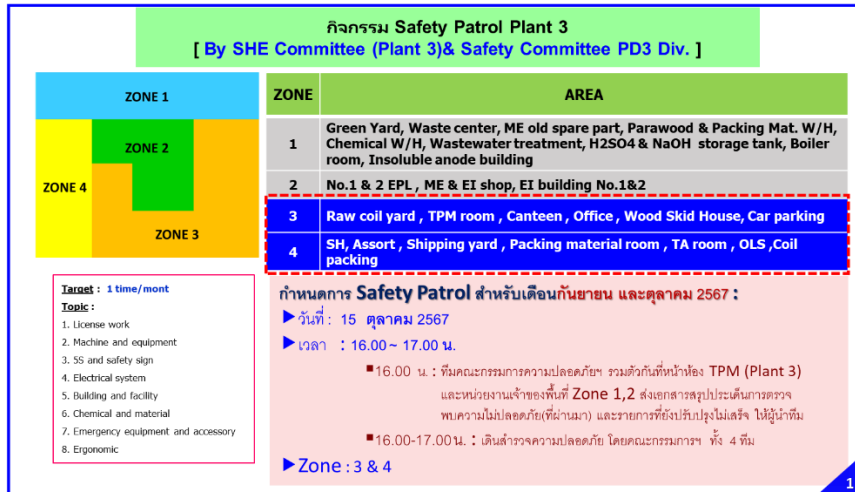 กิจกรรม Safety Patrol Plant 3
[ By SHE Committee (Plant 3)& Safety Committee PD3 Div. ]
ZONE 1
ZONE 2
ZONE 4
ZONE 3
ZONE AREA
1 Green Yard, Waste center, ME old spare part, Parawood & Packing Mat. W/H,
Chemical W/H, Wastewater treatment, H2SO4 & NaOH storage tank, Boiler
room, Insoluble anode building
2 No.1 & 2 EPL , ME & EI shop, EI building No.1&2
3 Raw coil yard , TPM room , Canteen , Office , Wood Skid House, Car parking
4 SH, Assort , Shipping yard , Packing material room , TA room , OLS ,Coil
packing
Target : 1 time/mont
Topic :
1. License work
2. Machine and equipment
3. 5S and safety sign
4. Electrical system
5. Building and facility
6. Chemical and material
7. Emergency equipment and accessory
8. Ergonomic
กำหนดการ Safety Patrol สำหรับเดือนกันยายน และตุลาคม 2567 :
วันที่ : 15 ตุลาคม 2567
เวลา : 16.00 ~ 17.00 น.
16.00 น. : ทีมคณะกรรมการความปลอดภัยฯ รวมตัวกันที่หน้าห้อง TPM (Plant 3)
และหน่วยงานเจ้าของพื้นที่ Zone 1,2 ส่งเอกสารสรุปประเด็นการตรวจ
พบความไม่ปลอดภัย(ที่ผ่านมา) และรายการที่ยังปรับปรุงไม่เสร็จ ให้ผู้นำทีม
16.00-17.00 น. : เดินสำรวจความปลอดภัย โดยคณะกรรมการฯ ทั้ง 4 ทีม
Zone : 3 & 4
1